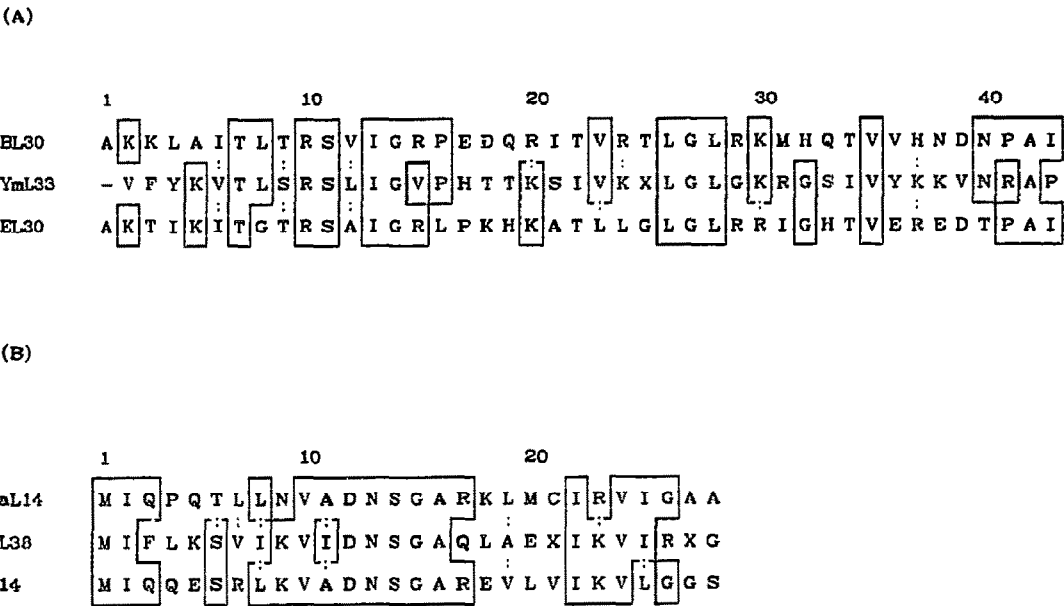 (A)
1 10 20 30 40
BL30 A K K L A I T L T R S V I G R P E D Q R I T V R T L G L R K M H Q T V V H N D N P A I
YmL33 - V F Y K V T L S R S L I G V P H T T K S I V K X L G L G K R G S I V Y K K V N R A P
EL30 A K T I K I T G T R S A I G R L P K H K A T L L G L G L R R I G H T V E R E D T P A I
(B)
1 10 20
aL14 M I Q P Q T L L N V A D N S G A R K L M C I R V I G A A
L38 M I F L K S V I K V I D N S G A Q L A E X I K V I R X G
14 M I Q Q E S R L K V A D N S G A R E V L V I K V L G G S